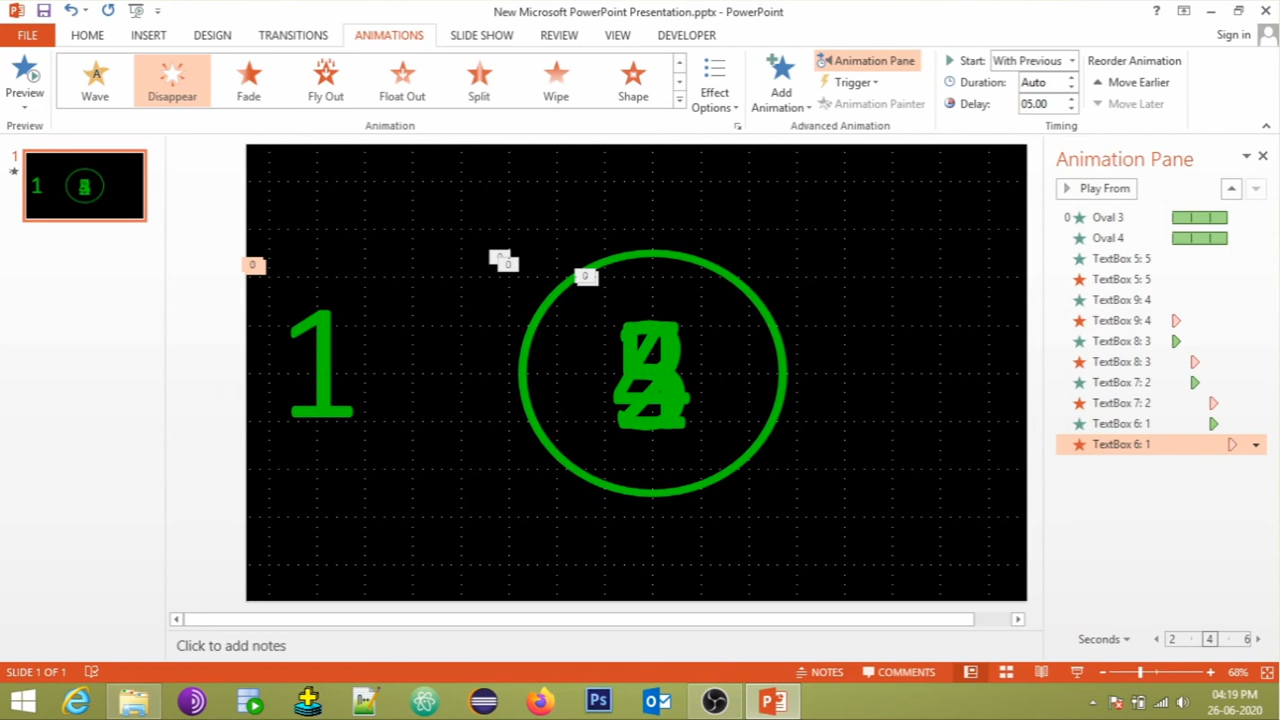 New Microsoft PowerPoint Presentation.pptx - PowerPoint
?
FILE HOME INSERT DESIGN TRANSITIONS ANIMATIONS SLIDE SHOW REVIEW VIEW DEVELOPER Sign in
Preview
A
Wave Disappear Fade Fly Out Float Out Split Wipe Shape
Effect
Options
Add
Animation
Animation Pane
Trigger
Animation Painter
Start: With Previous
Duration: Auto
Delay: 05.00
Reorder Animation
Move Earlier
Move Later
Preview Animation Advanced Animation Timing
1
1
Animation Pane
Play From
0 Oval 3
Oval 4
TextBox 5: 5
TextBox 5: 5
TextBox 9: 4
TextBox 9: 4
TextBox 8: 3
TextBox 8: 3
TextBox 7: 2
TextBox 7: 2
TextBox 6: 1
TextBox 6: 1
0
0
0
1
Seconds 2 4 6
Click to add notes
SLIDE 1 OF 1 NOTES COMMENTS 68%
Ps
04:19 PM
26-06-2020